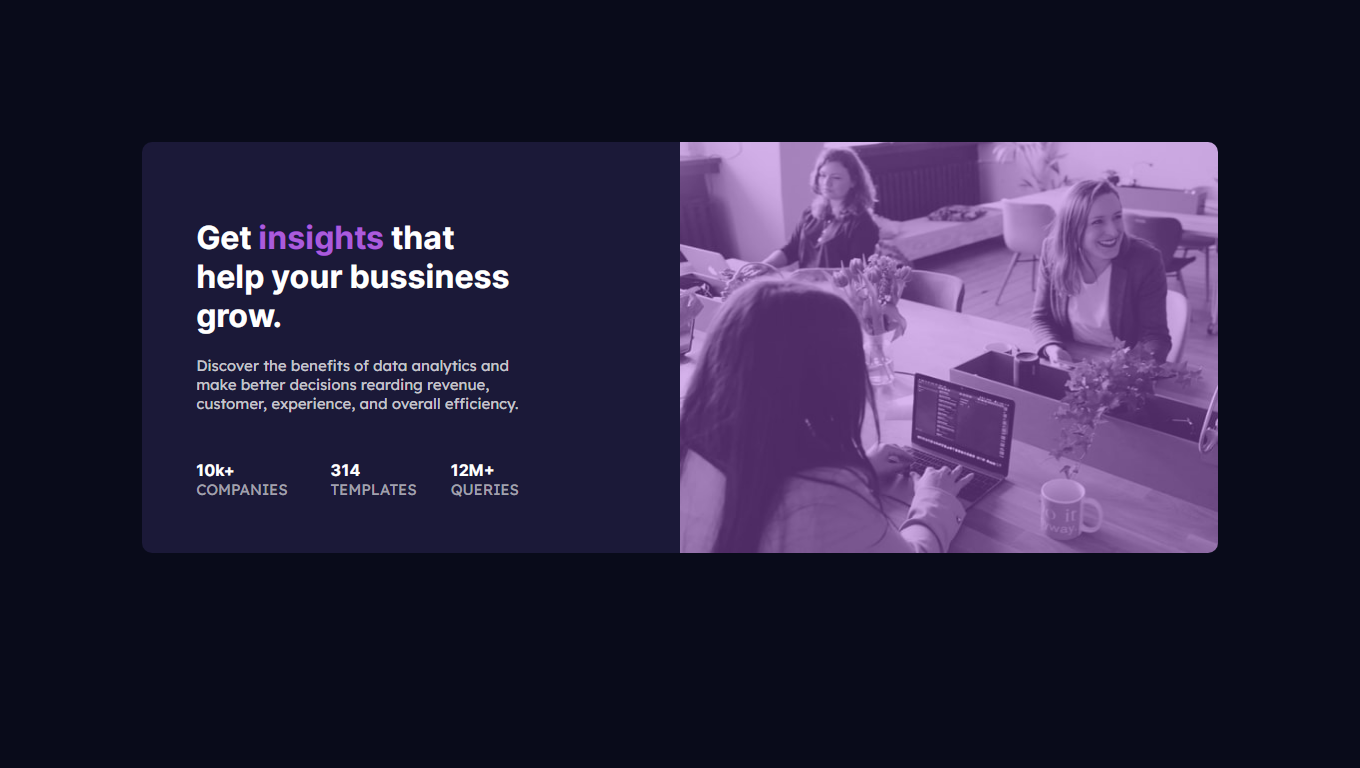 Get insights that
help your bussiness
grow.
Discover the benefits of data analytics and
make better decisions rearding revenue,
customer, experience, and overall efficiency.
10k+ 314 12M+
COMPANIES TEMPLATES QUERIES